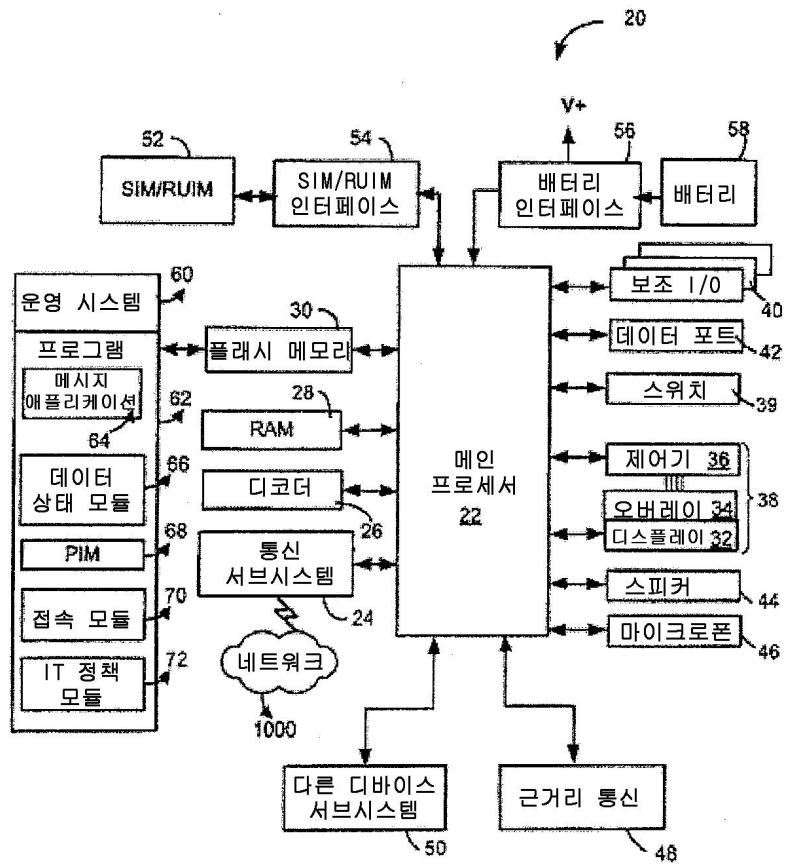 20
V+
52
54
56
58
SIM/RUIM
SIM/RUIM
인터페이스
배터리
인터페이스
배터리
60
운영 시스템
프로그램
메시지
애플리케이션
64
62
데이터
상태 모듈
66
PIM
68
접속 모듈
70
IT 정책
모듈
72
30
플래시 메모리
28
RAM
디코더
26
통신
서브시스템
24
네트워크
1000
메인
프로세서
22
보조 I/O
40
데이터 포트
42
스위치
39
제어기 36
오버레이 34
디스플레이 32
38
스피커
44
마이크로폰
46
다른 디바이스
서브시스템
50
근거리 통신
48